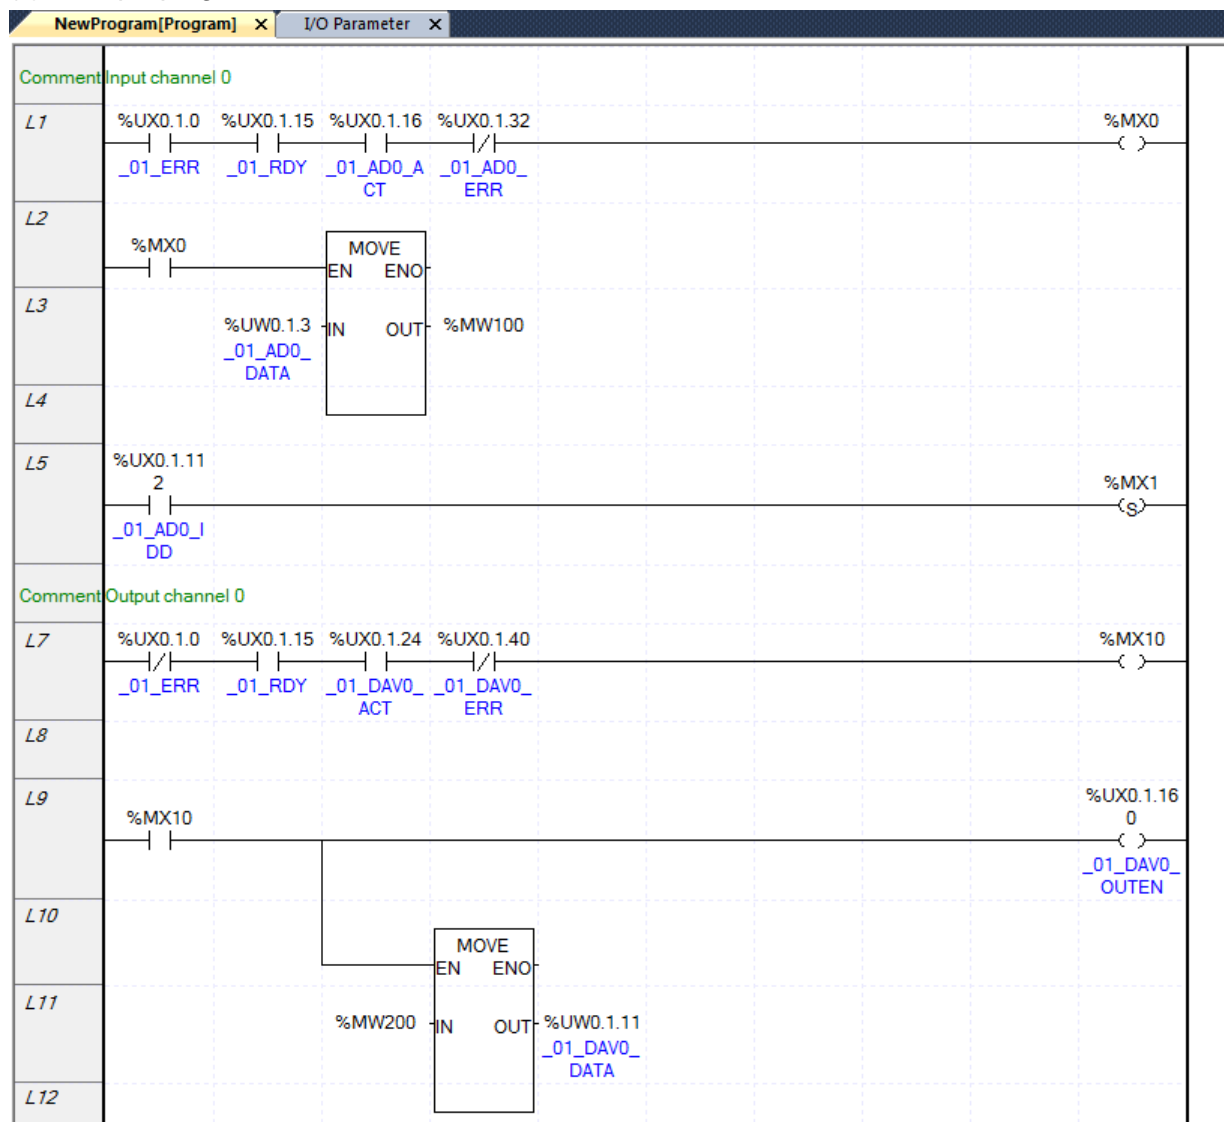 NewProgram[Program] X I/O Parameter X
Comment Input channel 0
L1
%UX0.1.0 %UX0.1.15 %UX0.1.16 %UX0.1.32 %MX0
_01_ERR _01_RDY _01_AD0_A _01_AD0_
CT ERR
L2
%MX0 MOVE
EN ENO
L3
%UW0.1.3 IN OUT %MW100
_01_AD0_
DATA
L4
L5
%UX0.1.11
2 %MX1
S
_01_AD0_I
DD
Comment Output channel 0
L7
%UX0.1.0 %UX0.1.15 %UX0.1.24 %UX0.1.40 %MX10
_01_ERR _01_RDY _01_DAV0_ _01_DAV0_
ACT ERR
L8
L9
%UX0.1.16
%MX10 0
_01_DAV0_
OUTEN
L10
MOVE
EN ENO
L11
%MW200 IN OUT %UW0.1.11
_01_DAV0_
DATA
L12